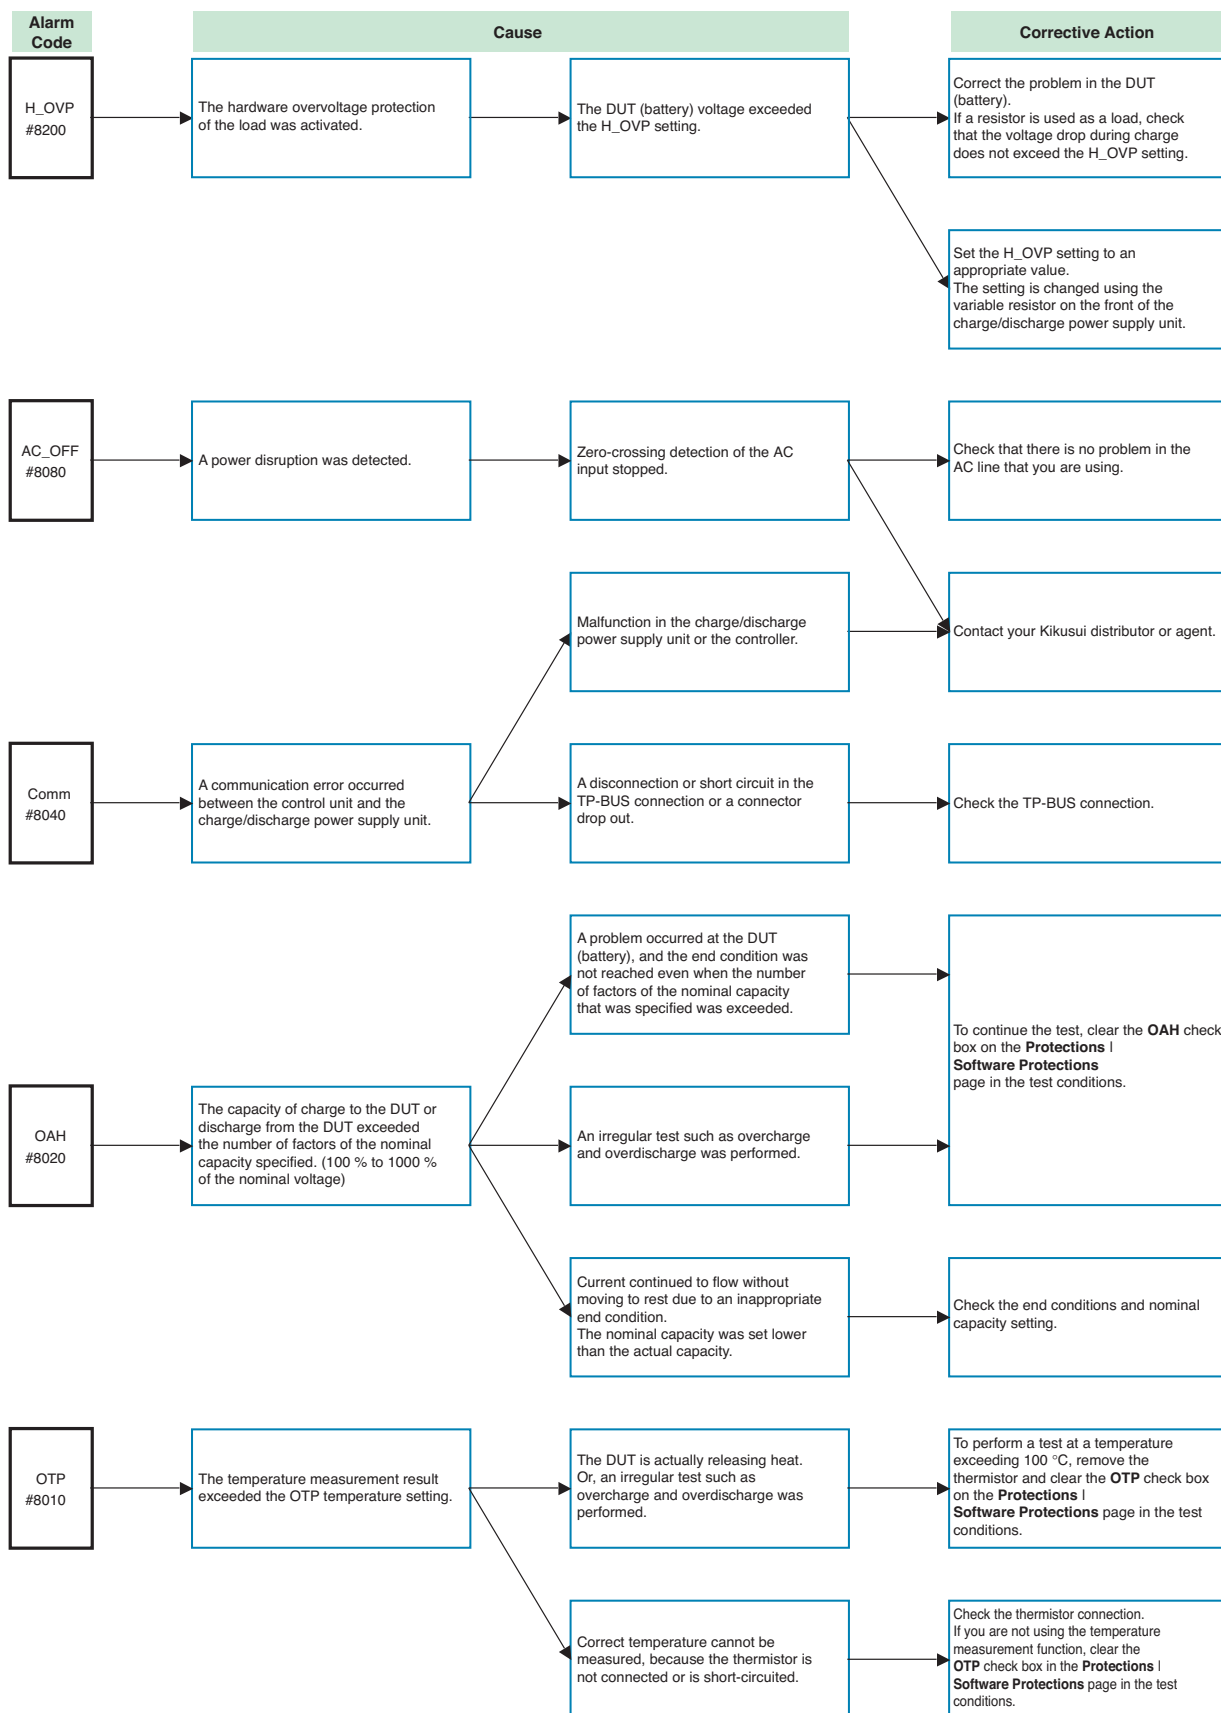 Alarm
Code
Cause
Corrective Action
H_OVP
#8200
The hardware overvoltage protection
of the load was activated.
The DUT (battery) voltage exceeded
the H_OVP setting.
Correct the problem in the DUT
(battery).
If a resistor is used as a load, check
that the voltage drop during charge
does not exceed the H_OVP setting.
Set the H_OVP setting to an
appropriate value.
The setting is changed using the
variable resistor on the front of the
charge/discharge power supply unit.
AC_OFF
#8080
A power disruption was detected.
Zero-crossing detection of the AC
input stopped.
Check that there is no problem in the
AC line that you are using.
Malfunction in the charge/discharge
power supply unit or the controller.
Contact your Kikusui distributor or agent.
Comm
#8040
A communication error occurred
between the control unit and the
charge/discharge power supply unit.
A disconnection or short circuit in the
TP-BUS connection or a connector
drop out.
Check the TP-BUS connection.
A problem occurred at the DUT
(battery), and the end condition was
not reached even when the number
of factors of the nominal capacity
that was specified was exceeded.
To continue the test, clear the OAH check
box on the Protections |
Software Protections
page in the test conditions.
OAH
#8020
The capacity of charge to the DUT or
discharge from the DUT exceeded
the number of factors of the nominal
capacity specified. (100 % to 1000 %
of the nominal voltage)
An irregular test such as overcharge
and overdischarge was performed.
Current continued to flow without
moving to rest due to an inappropriate
end condition.
The nominal capacity was set lower
than the actual capacity.
Check the end conditions and nominal
capacity setting.
OTP
#8010
The temperature measurement result
exceeded the OTP temperature setting.
The DUT is actually releasing heat.
Or, an irregular test such as
overcharge and overdischarge was
performed.
To perform a test at a temperature
exceeding 100 °C, remove the
thermistor and clear the OTP check box
on the Protections |
Software Protections page in the test
conditions.
Correct temperature cannot be
measured, because the thermistor is
not connected or is short-circuited.
Check the thermistor connection.
If you are not using the temperature
measurement function, clear the
OTP check box in the Protections |
Software Protections page in the test
conditions.